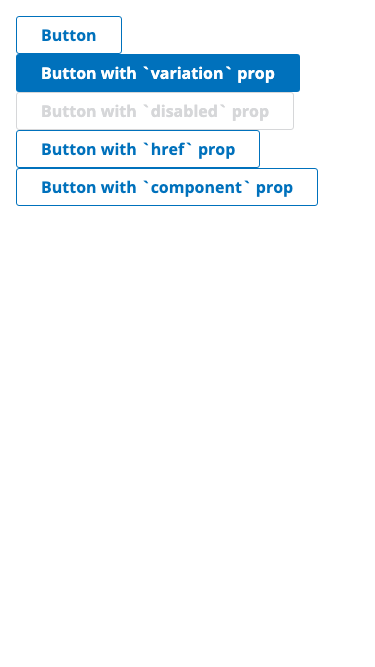 Button
Button with `variation` prop
Button with `disabled` prop
Button with `href` prop
Button with `component` prop